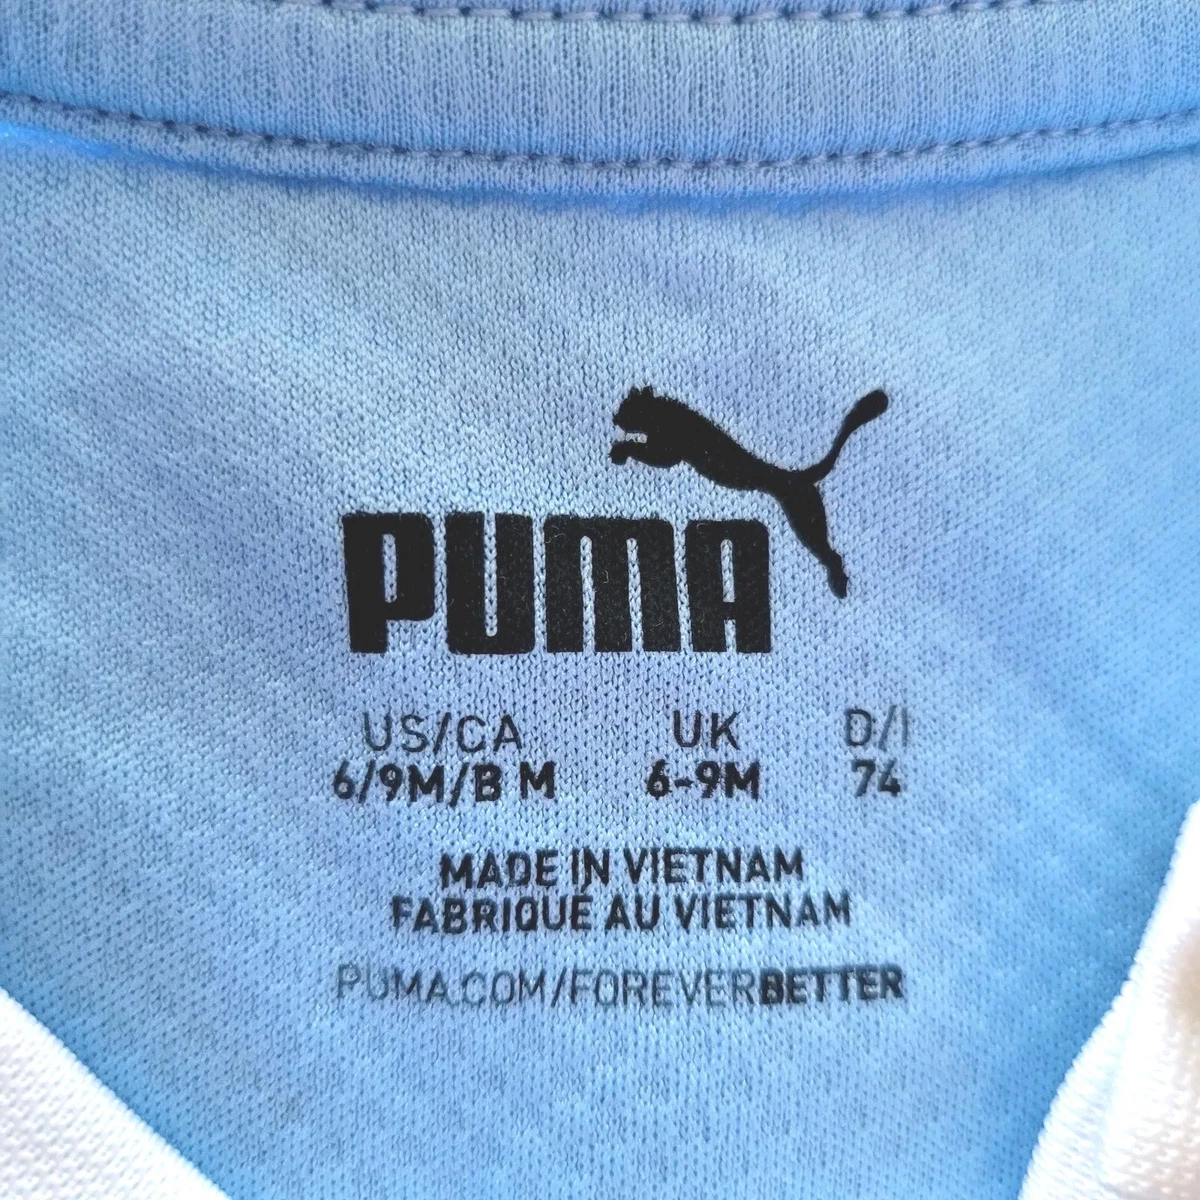 PUMA
US/CA UK D/I
6/9M/B M 6-9M 74
MADE IN VIETNAM
FABRIQUÉ AU VIETNAM
PUMA.COM/FOREVERBETTER